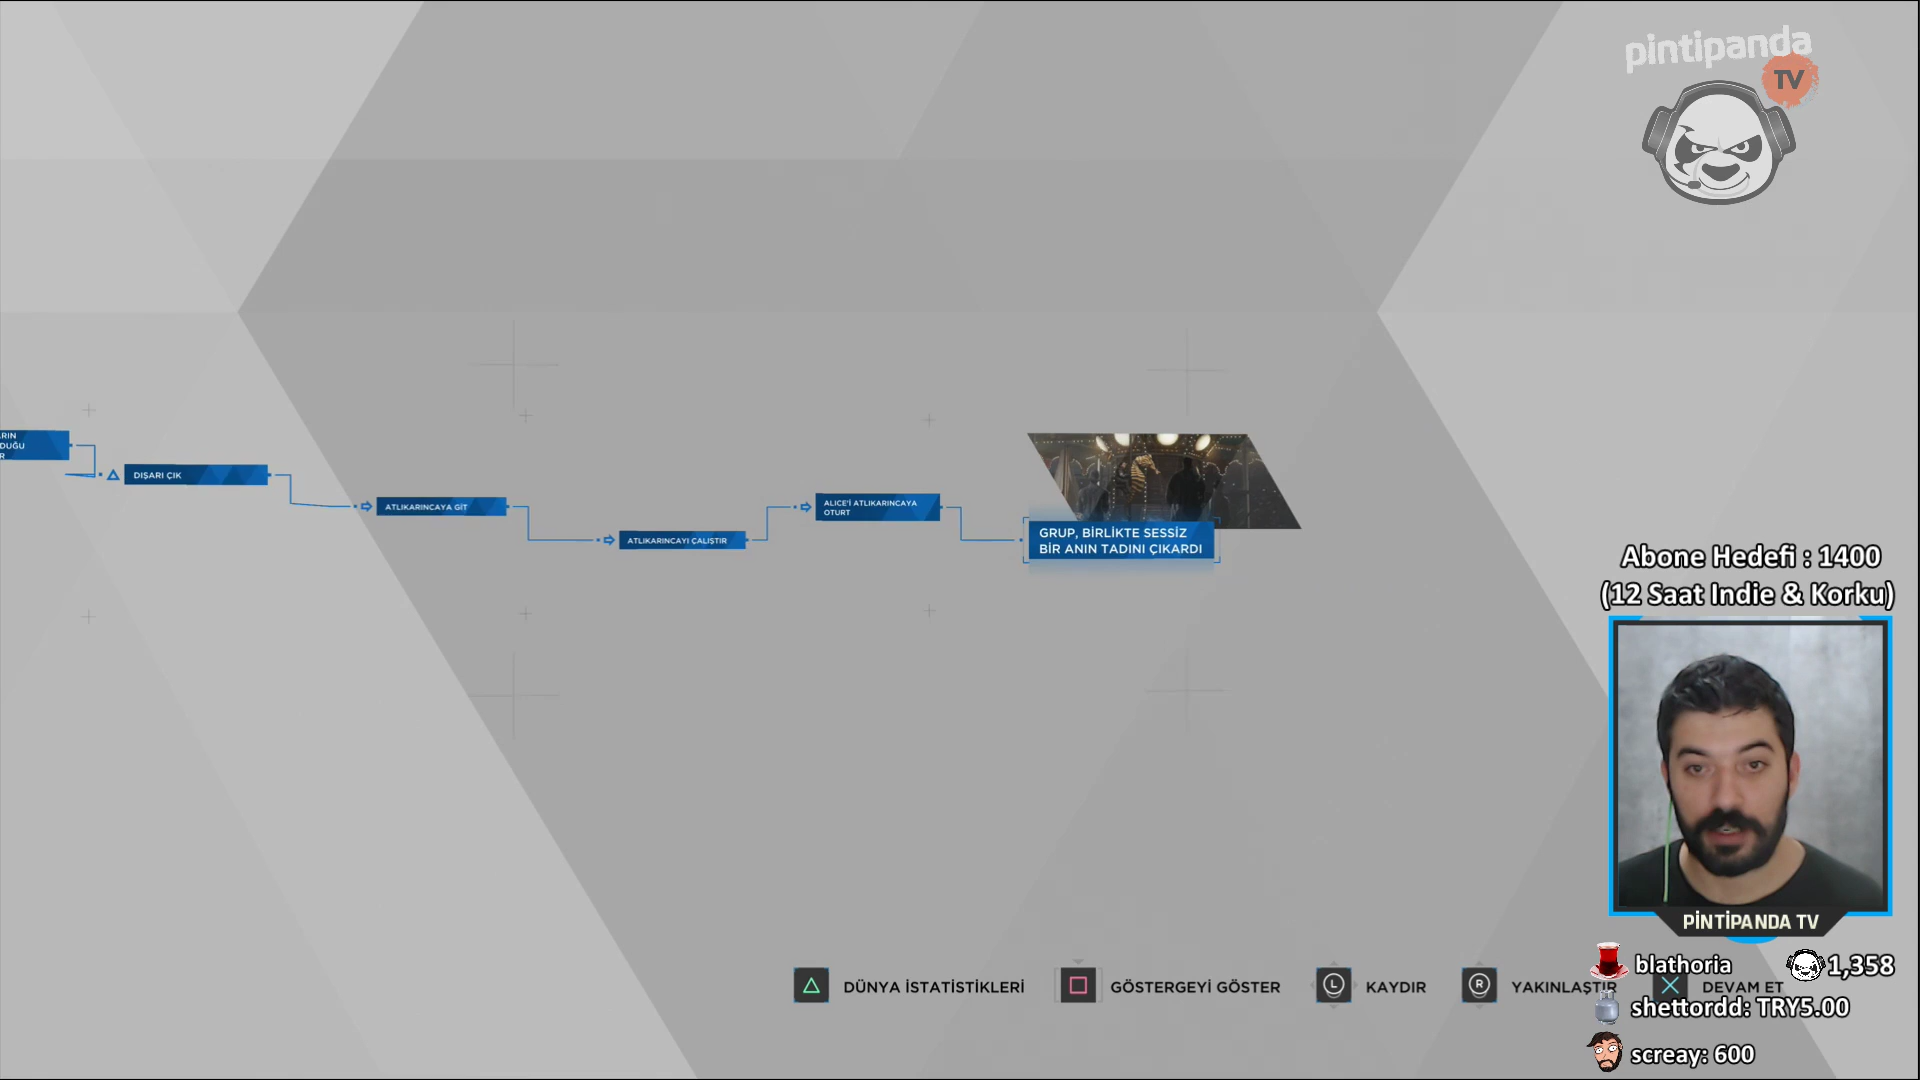 pintipanda
TV
ARIN
DUĞU
R
DIŞARI ÇIK
ATLIKARINCAYA GİT
ATLIKARINCAYI ÇALIŞTIR
ALICE'İ ATLIKARINCAYA
OTURT
GRUP, BİRLİKTE SESSİZ
BİR ANIN TADINI ÇIKARDI
Abone Hedefi : 1400
(12 Saat Indie & Korku)
PİNTİPANDA TV
DÜNYA İSTATİSTİKLERİ
GÖSTERGEYİ GÖSTER
L
KAYDIR
R
YAKINLAŞTIR
DEVAM ET
blathoria
1,358
shettordd: TRY5.00
screay: 600